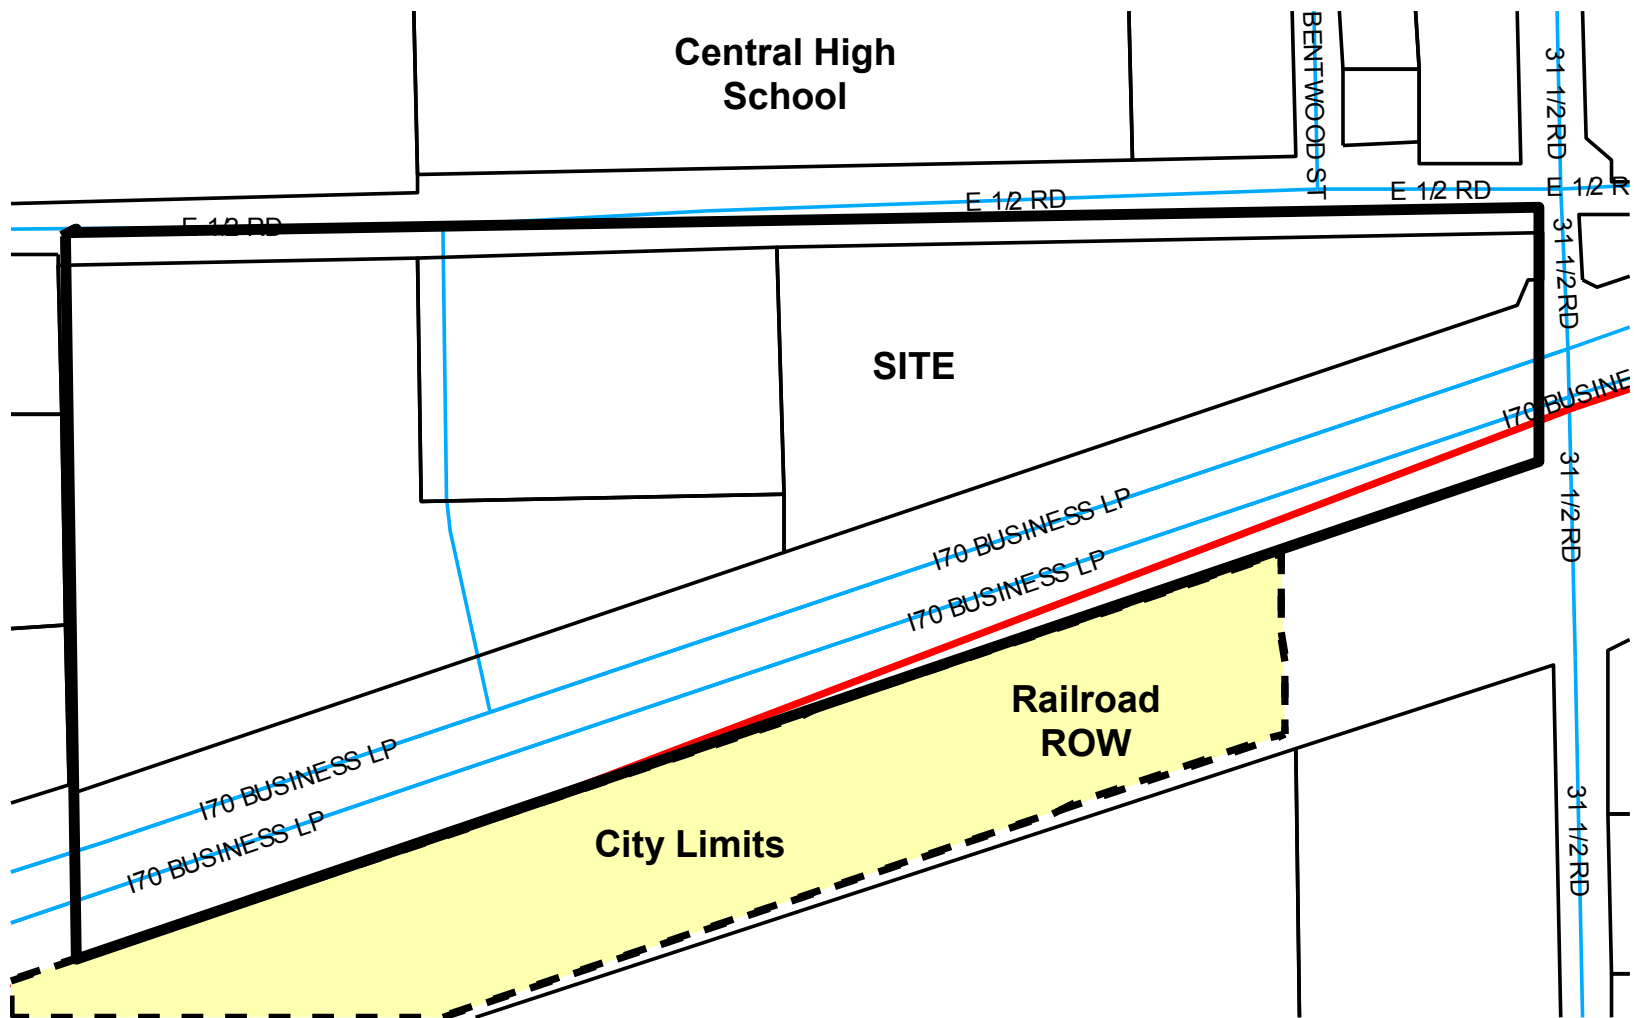 Central High
School
BENTWOOD ST
31 1/2 RD
E 1/2 RD
E 1/2 RD
E 1/2 RD
E 1/2 R
31 1/2 RD
SITE
I70 BUSINE
31 1/2 RD
I70 BUSINESS LP
I70 BUSINESS LP
Railroad
ROW
I70 BUSINESS LP
I70 BUSINESS LP
City Limits
31 1/2 RD